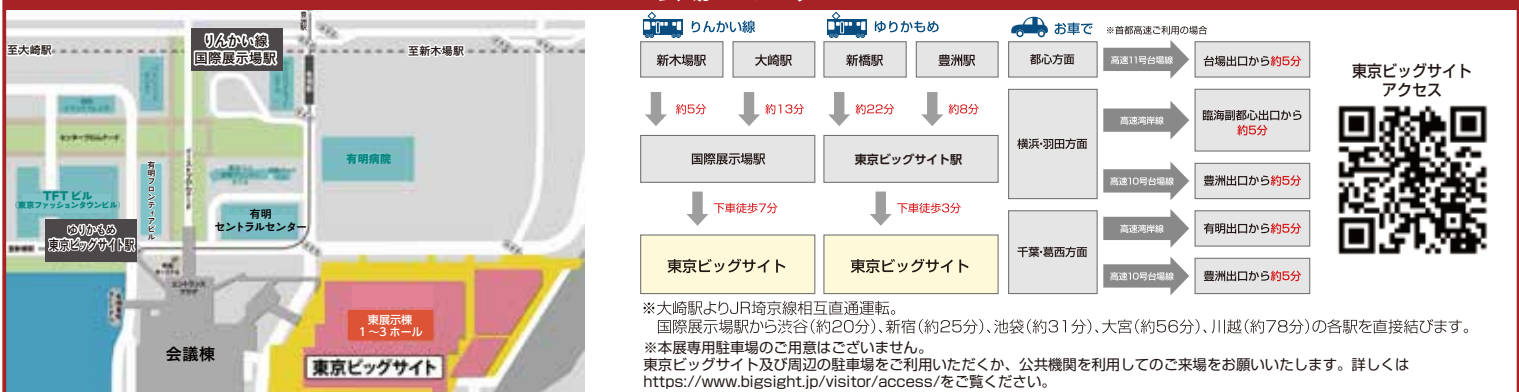 至大崎駅
りんかい線
国際展示場駅
至新木場駅
有明病院
有明フロンティアビル
TFTビル
(東京ファッションタウンビル)
有明
セントラルセンター
ゆりかもめ
東京ビッグサイト駅
エントランス
プラザ
会議棟
東展示棟
1～3ホール
東京ビッグサイト
りんかい線
新木場駅
大崎駅
約5分
約13分
国際展示場駅
下車徒歩7分
東京ビッグサイト
ゆりかもめ
新橋駅
豊洲駅
約22分
約8分
東京ビッグサイト駅
下車徒歩3分
東京ビッグサイト
お車で ※首都高速ご利用の場合
都心方面
高速11号台場線
台場出口から約5分
横浜・羽田方面
高速湾岸線
臨海副都心出口から
約5分
高速10号台場線
豊洲出口から約5分
千葉・葛西方面
高速湾岸線
有明出口から約5分
高速10号台場線
豊洲出口から約5分
東京ビッグサイト
アクセス
※大崎駅よりJR埼京線相互直通運転。
国際展示場駅から渋谷(約20分)、新宿(約25分)、池袋(約31分)、大宮(約56分)、川越(約78分)の各駅を直接結びます。
※本展専用駐車場のご用意はございません。
東京ビッグサイト及び周辺の駐車場をご利用いただくか、公共機関を利用してのご来場をお願いいたします。詳しくは
https://www.bigsight.jp/visitor/access/をご覧ください。